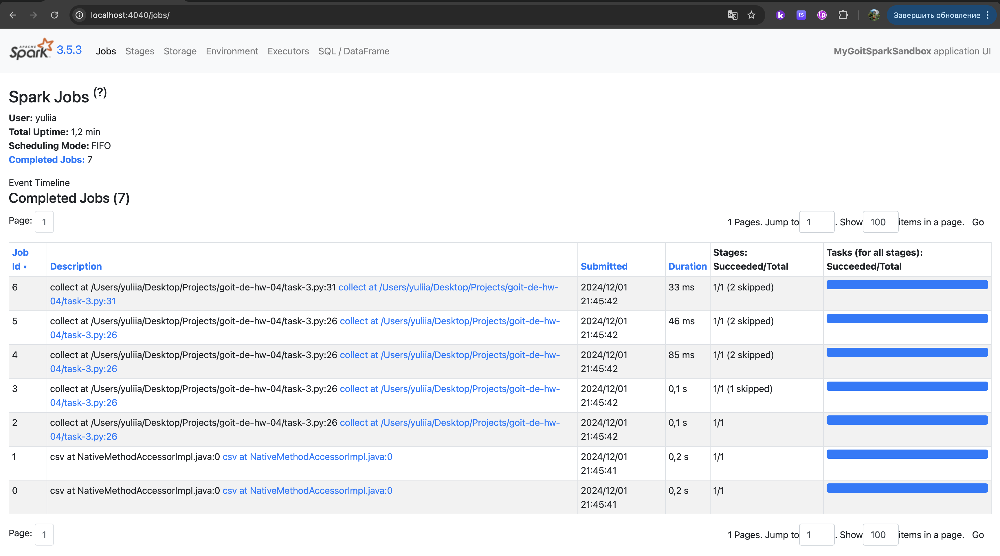 localhost:4040/jobs/
k
IS
LR
Завершить обновление
APACHE
Spark
3.5.3
Jobs
Stages
Storage
Environment
Executors
SQL / DataFrame
MyGoitSparkSandbox application UI
Spark Jobs (?)
User: yuliia
Total Uptime: 1,2 min
Scheduling Mode: FIFO
Completed Jobs: 7
Event Timeline
Completed Jobs (7)
Page: 1
1 Pages. Jump to 1 . Show 100 items in a page. Go
Job
Id ▾
Description
Submitted
Duration
Stages:
Succeeded/Total
Tasks (for all stages):
Succeeded/Total
6
collect at /Users/yuliia/Desktop/Projects/goit-de-hw-04/task-3.py:31 collect at /Users/yuliia/Desktop/Projects/goit-de-hw-
04/task-3.py:31
2024/12/01
21:45:42
33 ms
1/1 (2 skipped)
5
collect at /Users/yuliia/Desktop/Projects/goit-de-hw-04/task-3.py:26 collect at /Users/yuliia/Desktop/Projects/goit-de-hw-
04/task-3.py:26
2024/12/01
21:45:42
46 ms
1/1 (2 skipped)
4
collect at /Users/yuliia/Desktop/Projects/goit-de-hw-04/task-3.py:26 collect at /Users/yuliia/Desktop/Projects/goit-de-hw-
04/task-3.py:26
2024/12/01
21:45:42
85 ms
1/1 (2 skipped)
3
collect at /Users/yuliia/Desktop/Projects/goit-de-hw-04/task-3.py:26 collect at /Users/yuliia/Desktop/Projects/goit-de-hw-
04/task-3.py:26
2024/12/01
21:45:42
0,1 s
1/1 (1 skipped)
2
collect at /Users/yuliia/Desktop/Projects/goit-de-hw-04/task-3.py:26 collect at /Users/yuliia/Desktop/Projects/goit-de-hw-
04/task-3.py:26
2024/12/01
21:45:42
0,1 s
1/1
1
csv at NativeMethodAccessorImpl.java:0 csv at NativeMethodAccessorImpl.java:0
2024/12/01
21:45:41
0,2 s
1/1
0
csv at NativeMethodAccessorImpl.java:0 csv at NativeMethodAccessorImpl.java:0
2024/12/01
21:45:41
0,2 s
1/1
Page: 1
1 Pages. Jump to 1 . Show 100 items in a page. Go